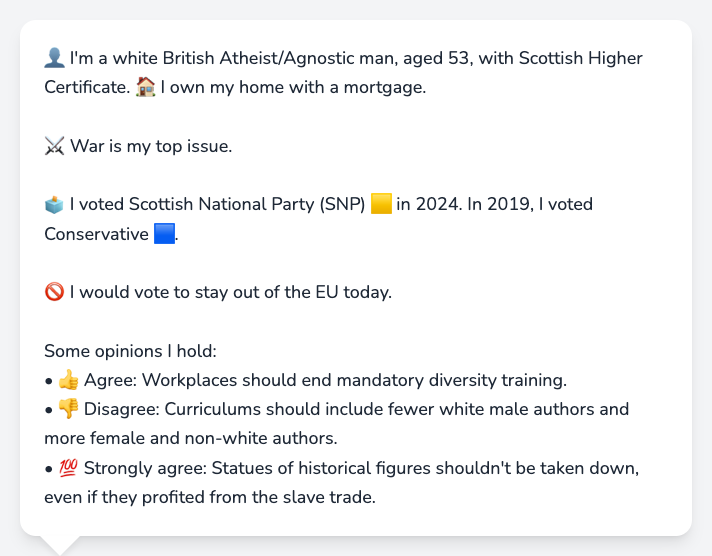 👤 I'm a white British Atheist/Agnostic man, aged 53, with Scottish Higher
Certificate. 🏠 I own my home with a mortgage.
⚔️ War is my top issue.
🗳️ I voted Scottish National Party (SNP) 🟨 in 2024. In 2019, I voted
Conservative 🟦.
🚫 I would vote to stay out of the EU today.
Some opinions I hold:
• 👍 Agree: Workplaces should end mandatory diversity training.
• 👎 Disagree: Curriculums should include fewer white male authors and
more female and non-white authors.
• 💯 Strongly agree: Statues of historical figures shouldn't be taken down,
even if they profited from the slave trade.